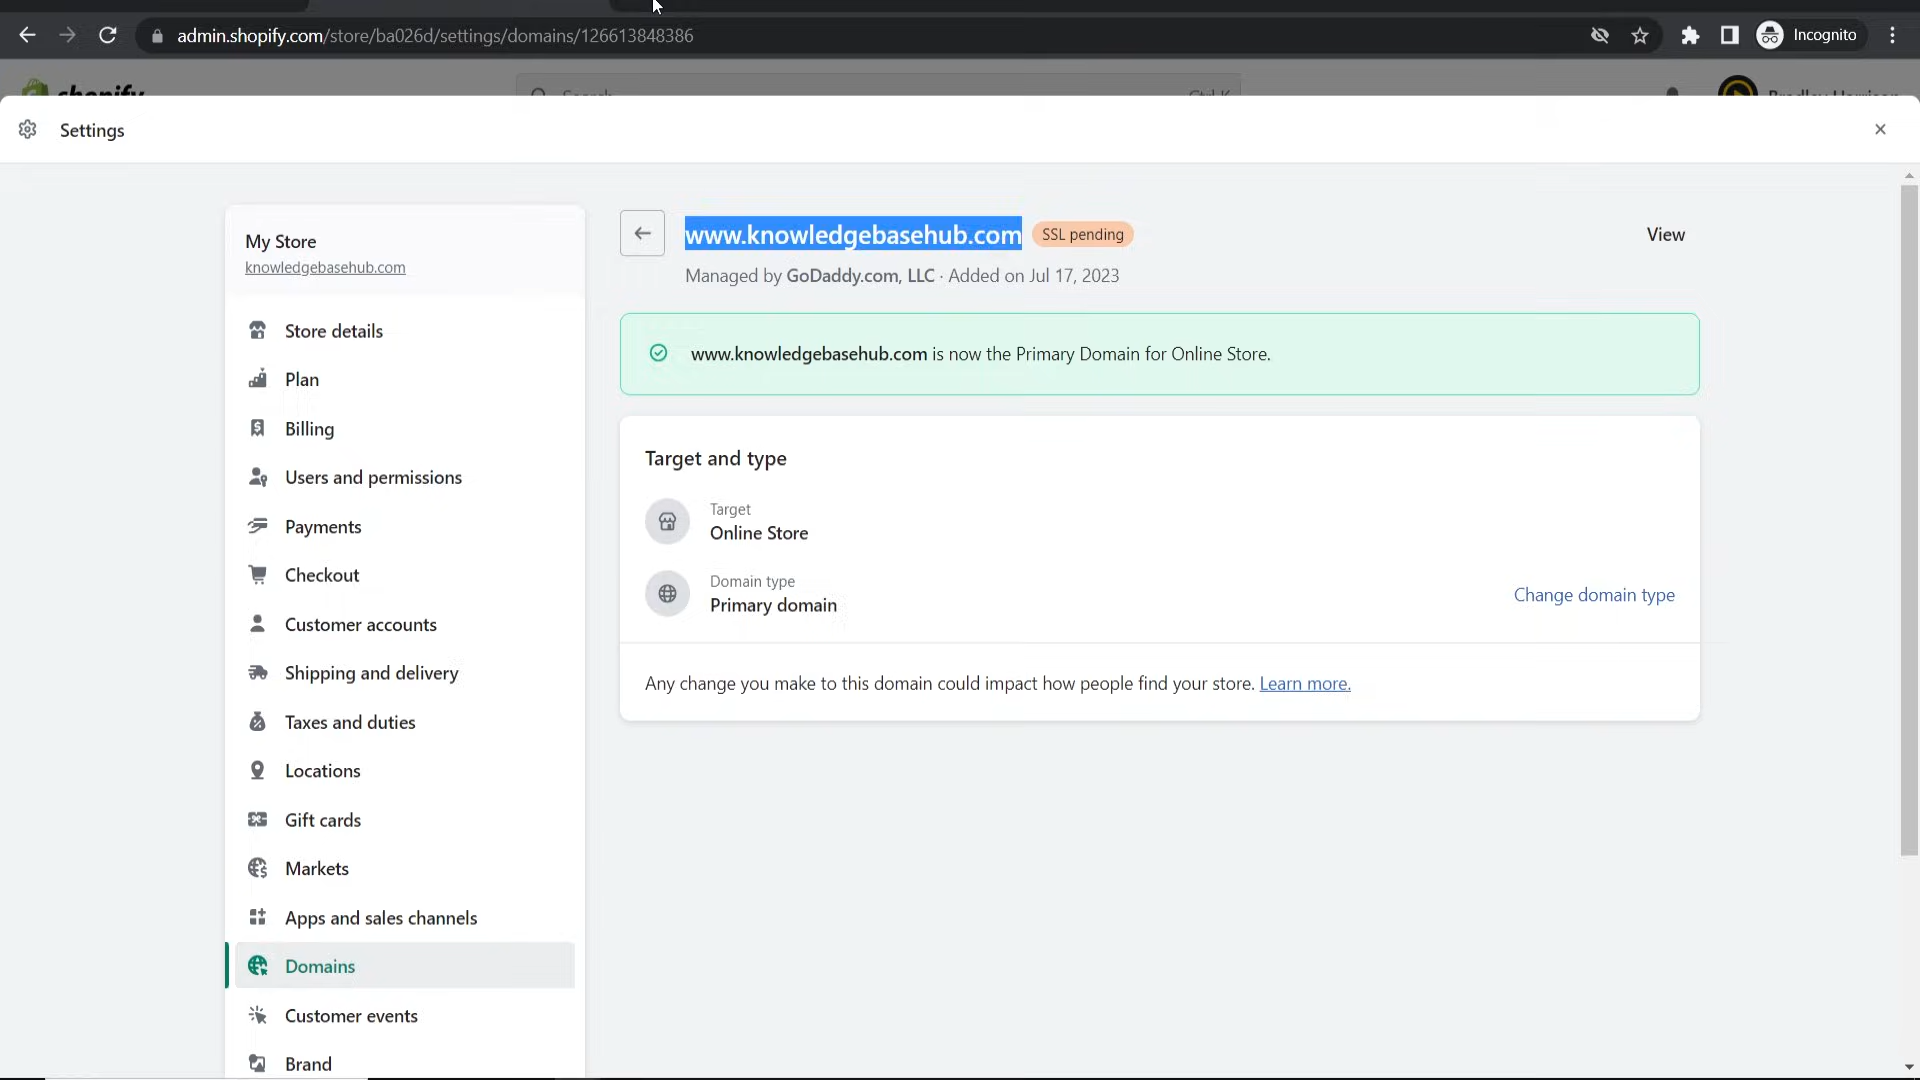 admin.shopify.com/store/ba026d/settings/domains/126613848386
Incognito
shopify
Search
Ctrl K
Bradley Harrison
Settings
My Store
knowledgebasehub.com
Store details
Plan
Billing
Users and permissions
Payments
Checkout
Customer accounts
Shipping and delivery
Taxes and duties
Locations
Gift cards
Markets
Apps and sales channels
Domains
Customer events
Brand
www.knowledgebasehub.com SSL pending
View
Managed by GoDaddy.com, LLC · Added on Jul 17, 2023
www.knowledgebasehub.com is now the Primary Domain for Online Store.
Target and type
Target
Online Store
Domain type
Primary domain
Change domain type
Any change you make to this domain could impact how people find your store. Learn more.